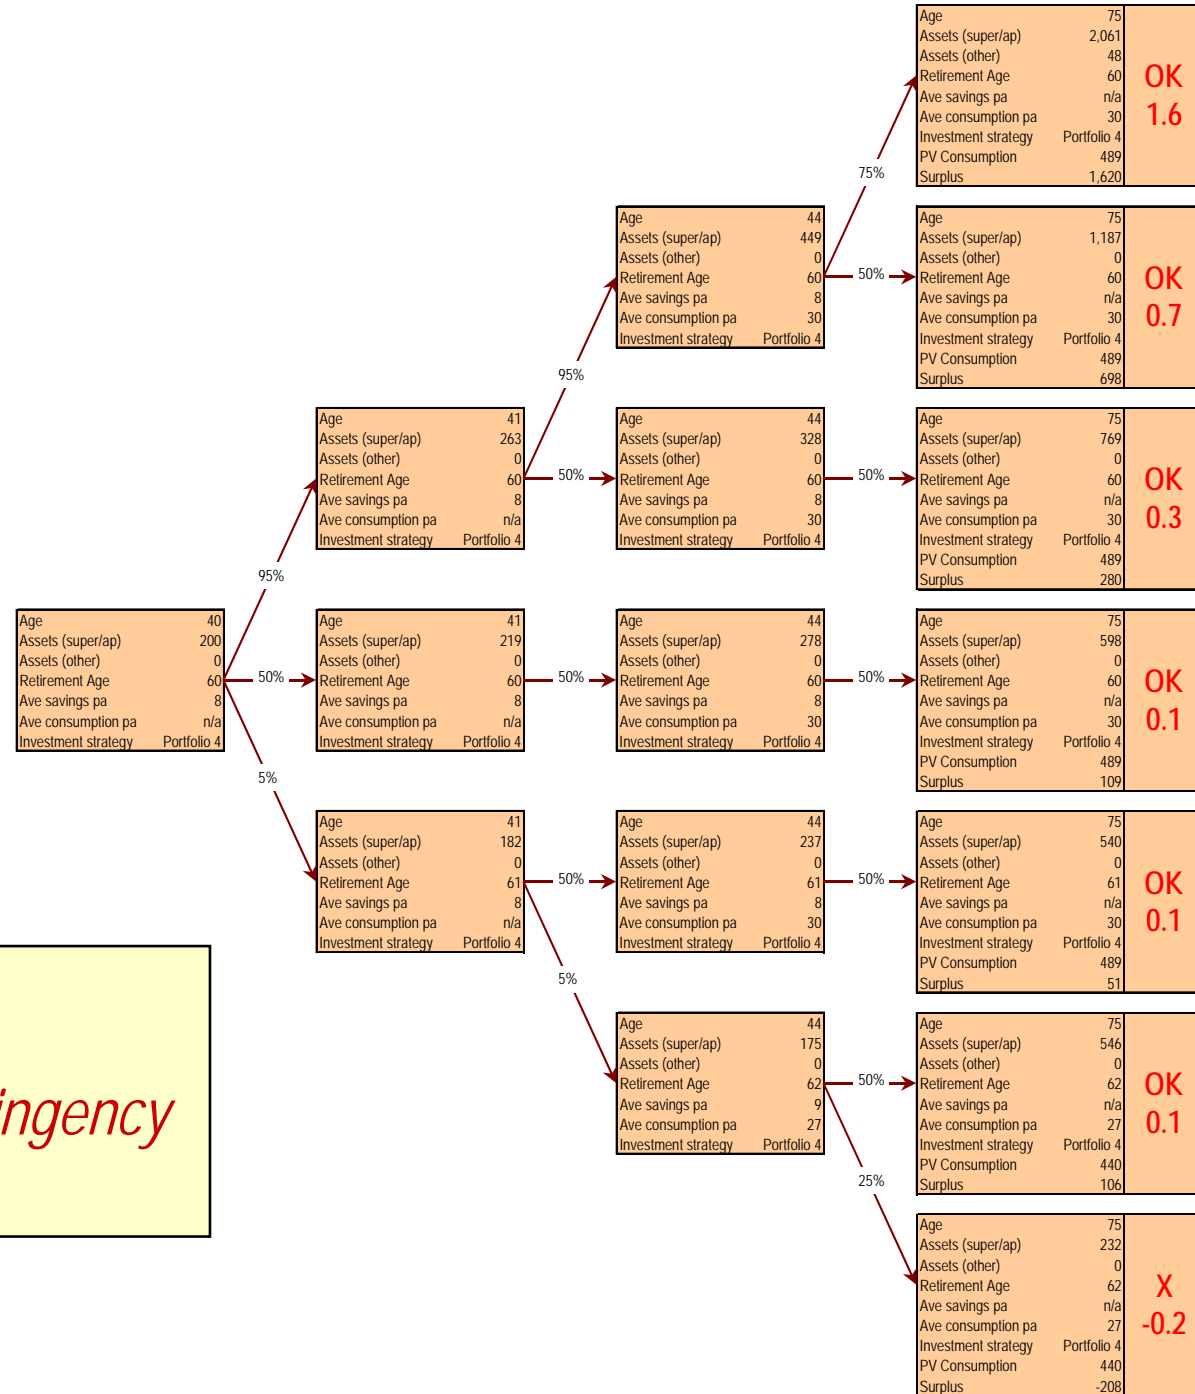 Age 75
Assets (super/ap) 2,061
Assets (other) 48
Retirement Age 60
Ave savings pa n/a
Ave consumption pa 30
Investment strategy Portfolio 4
PV Consumption 489
Surplus 1,620
OK
1.6
75%
Age 44
Assets (super/ap) 449
Assets (other) 0
Retirement Age 60
Ave savings pa 8
Ave consumption pa 30
Investment strategy Portfolio 4
50%
Age 75
Assets (super/ap) 1,187
Assets (other) 0
Retirement Age 60
Ave savings pa n/a
Ave consumption pa 30
Investment strategy Portfolio 4
PV Consumption 489
Surplus 698
OK
0.7
95%
Age 41
Assets (super/ap) 263
Assets (other) 0
Retirement Age 60
Ave savings pa 8
Ave consumption pa n/a
Investment strategy Portfolio 4
50%
Age 44
Assets (super/ap) 328
Assets (other) 0
Retirement Age 60
Ave savings pa 8
Ave consumption pa 30
Investment strategy Portfolio 4
50%
Age 75
Assets (super/ap) 769
Assets (other) 0
Retirement Age 60
Ave savings pa n/a
Ave consumption pa 30
Investment strategy Portfolio 4
PV Consumption 489
Surplus 280
OK
0.3
95%
Age 40
Assets (super/ap) 200
Assets (other) 0
Retirement Age 60
Ave savings pa 8
Ave consumption pa n/a
Investment strategy Portfolio 4
50%
Age 41
Assets (super/ap) 219
Assets (other) 0
Retirement Age 60
Ave savings pa 8
Ave consumption pa n/a
Investment strategy Portfolio 4
50%
Age 44
Assets (super/ap) 278
Assets (other) 0
Retirement Age 60
Ave savings pa 8
Ave consumption pa 30
Investment strategy Portfolio 4
50%
Age 75
Assets (super/ap) 598
Assets (other) 0
Retirement Age 60
Ave savings pa n/a
Ave consumption pa 30
Investment strategy Portfolio 4
PV Consumption 489
Surplus 109
OK
0.1
5%
Age 41
Assets (super/ap) 182
Assets (other) 0
Retirement Age 61
Ave savings pa 8
Ave consumption pa n/a
Investment strategy Portfolio 4
50%
Age 44
Assets (super/ap) 237
Assets (other) 0
Retirement Age 61
Ave savings pa 8
Ave consumption pa 30
Investment strategy Portfolio 4
50%
Age 75
Assets (super/ap) 540
Assets (other) 0
Retirement Age 61
Ave savings pa n/a
Ave consumption pa 30
Investment strategy Portfolio 4
PV Consumption 489
Surplus 51
OK
0.1
5%
ingency
Age 44
Assets (super/ap) 175
Assets (other) 0
Retirement Age 62
Ave savings pa 9
Ave consumption pa 27
Investment strategy Portfolio 4
50%
Age 75
Assets (super/ap) 546
Assets (other) 0
Retirement Age 62
Ave savings pa n/a
Ave consumption pa 27
Investment strategy Portfolio 4
PV Consumption 440
Surplus 106
OK
0.1
25%
Age 75
Assets (super/ap) 232
Assets (other) 0
Retirement Age 62
Ave savings pa n/a
Ave consumption pa 27
Investment strategy Portfolio 4
PV Consumption 440
Surplus -208
X
-0.2